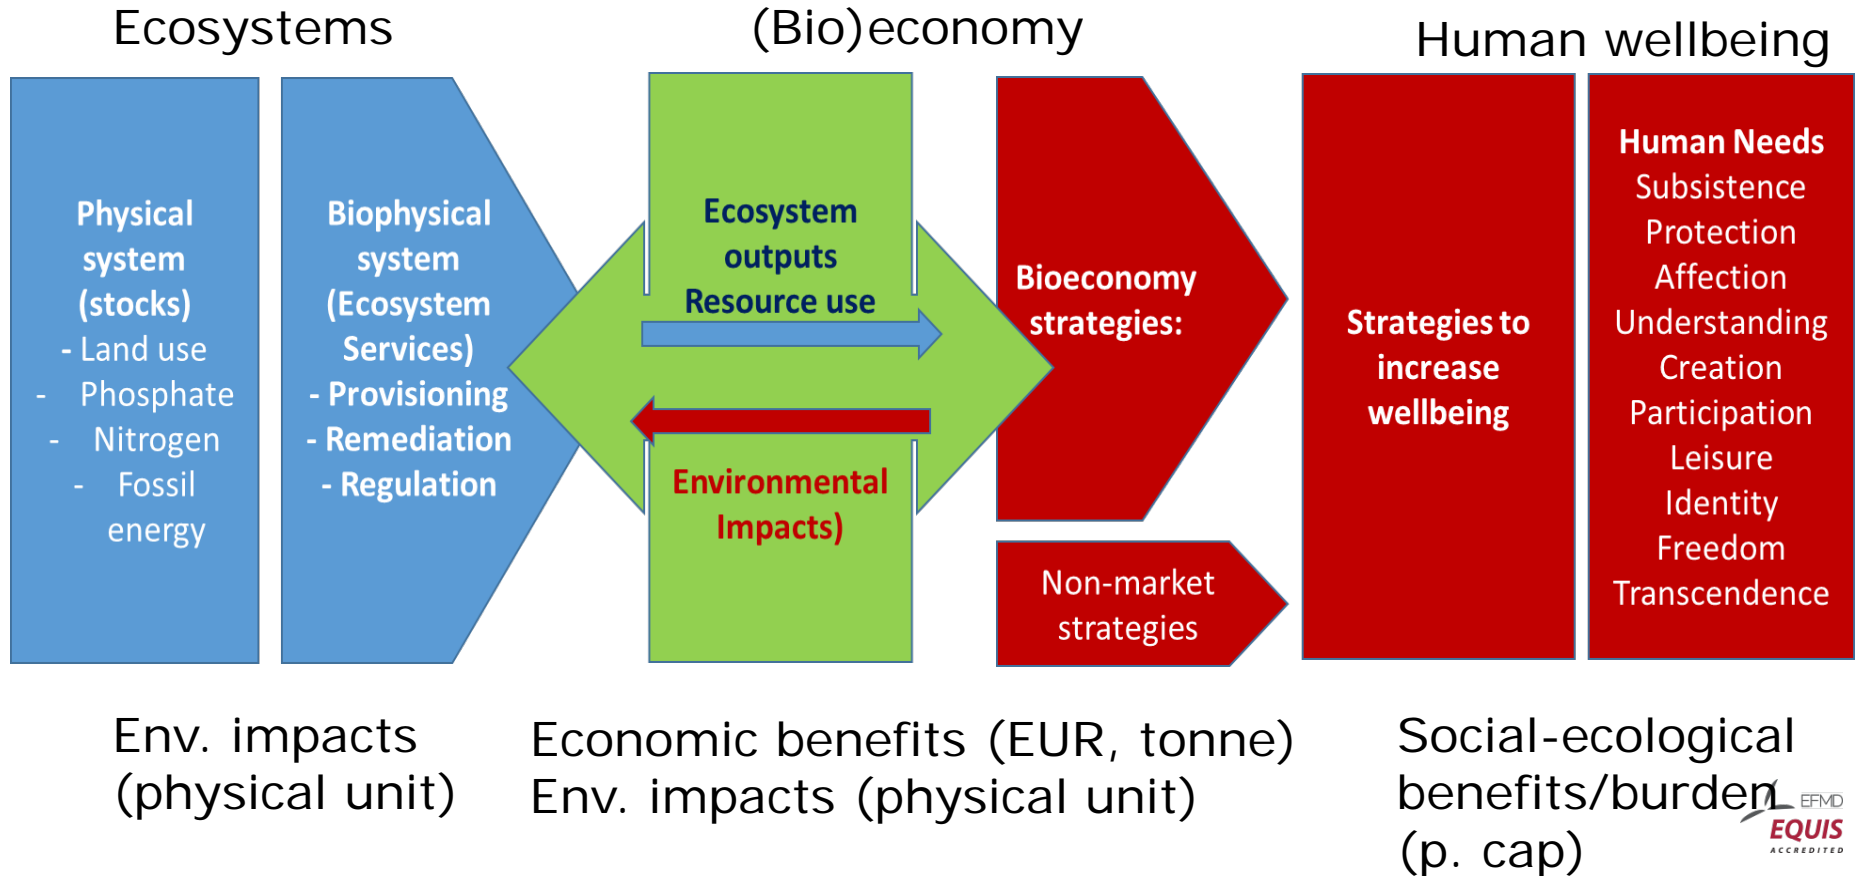 Ecosystems
(Bio)economy
Human wellbeing
Physical
system
(stocks)
- Land use
- Phosphate
- Nitrogen
- Fossil
energy
Biophysical
system
(Ecosystem
Services)
- Provisioning
- Remediation
- Regulation
Ecosystem
outputs
Resource use
Environmental
Impacts)
Bioeconomy
strategies:
Non-market
strategies
Strategies to
increase
wellbeing
Human Needs
Subsistence
Protection
Affection
Understanding
Creation
Participation
Leisure
Identity
Freedom
Transcendence
Env. impacts
(physical unit)
Economic benefits (EUR, tonne)
Env. impacts (physical unit)
Social-ecological
benefits/burden
(p. cap)
EFMD
EQUIS
ACCREDITED